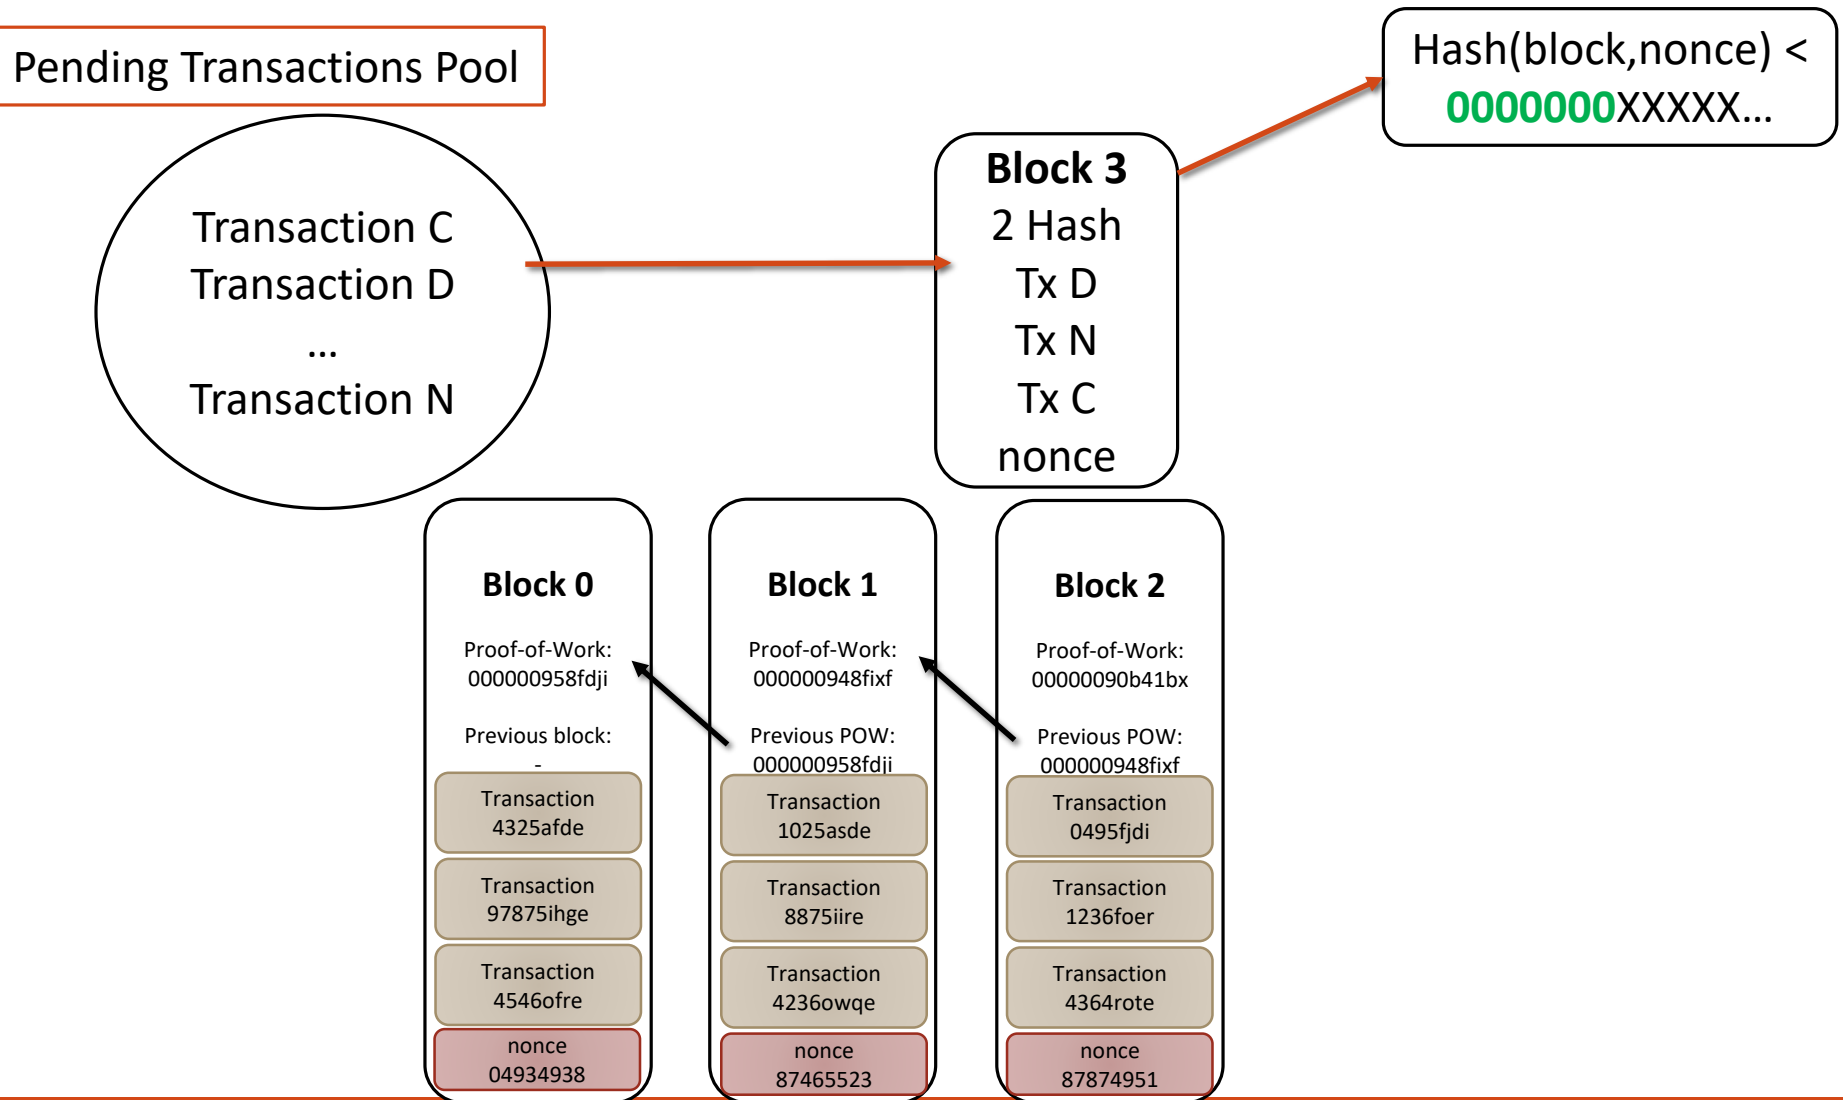 Pending Transactions Pool
Transaction C
Transaction D
...
Transaction N
Block 3
2 Hash
Tx D
Tx N
Tx C
nonce
Hash(block,nonce) <
0000000XXXXX...
Block 0
Proof-of-Work:
000000958fdji
Previous block:
-
Transaction
4325afde
Transaction
97875ihge
Transaction
4546ofre
nonce
04934938
Block 1
Proof-of-Work:
000000948fixf
Previous POW:
000000958fdji
Transaction
1025asde
Transaction
8875iire
Transaction
4236owqe
nonce
87465523
Block 2
Proof-of-Work:
00000090b41bx
Previous POW:
000000948fixf
Transaction
0495fjdi
Transaction
1236foer
Transaction
4364rote
nonce
87874951